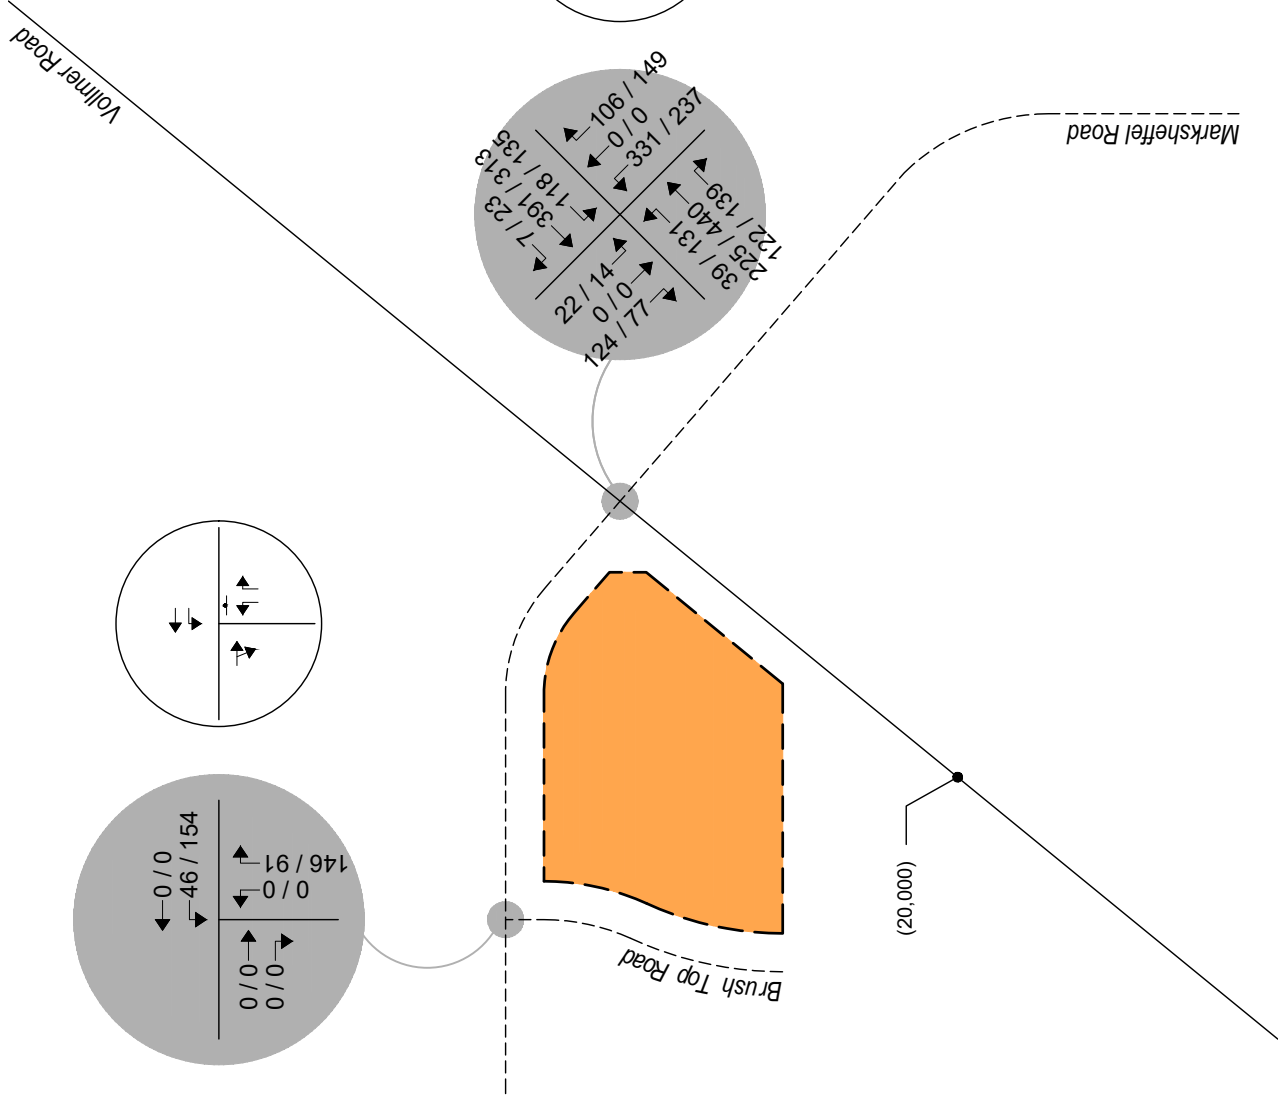 Vollmer Road
Marksheffel Road
106 / 149
0 / 0
331 / 237
118 / 135
391 / 313
7 / 23
39 / 131
225 / 440
122 / 139
22 / 14
0 / 0
124 / 77
0 / 0
46 / 154
146 / 91
0 / 0
0 / 0
0 / 0
(20,000)
Brush Top Road